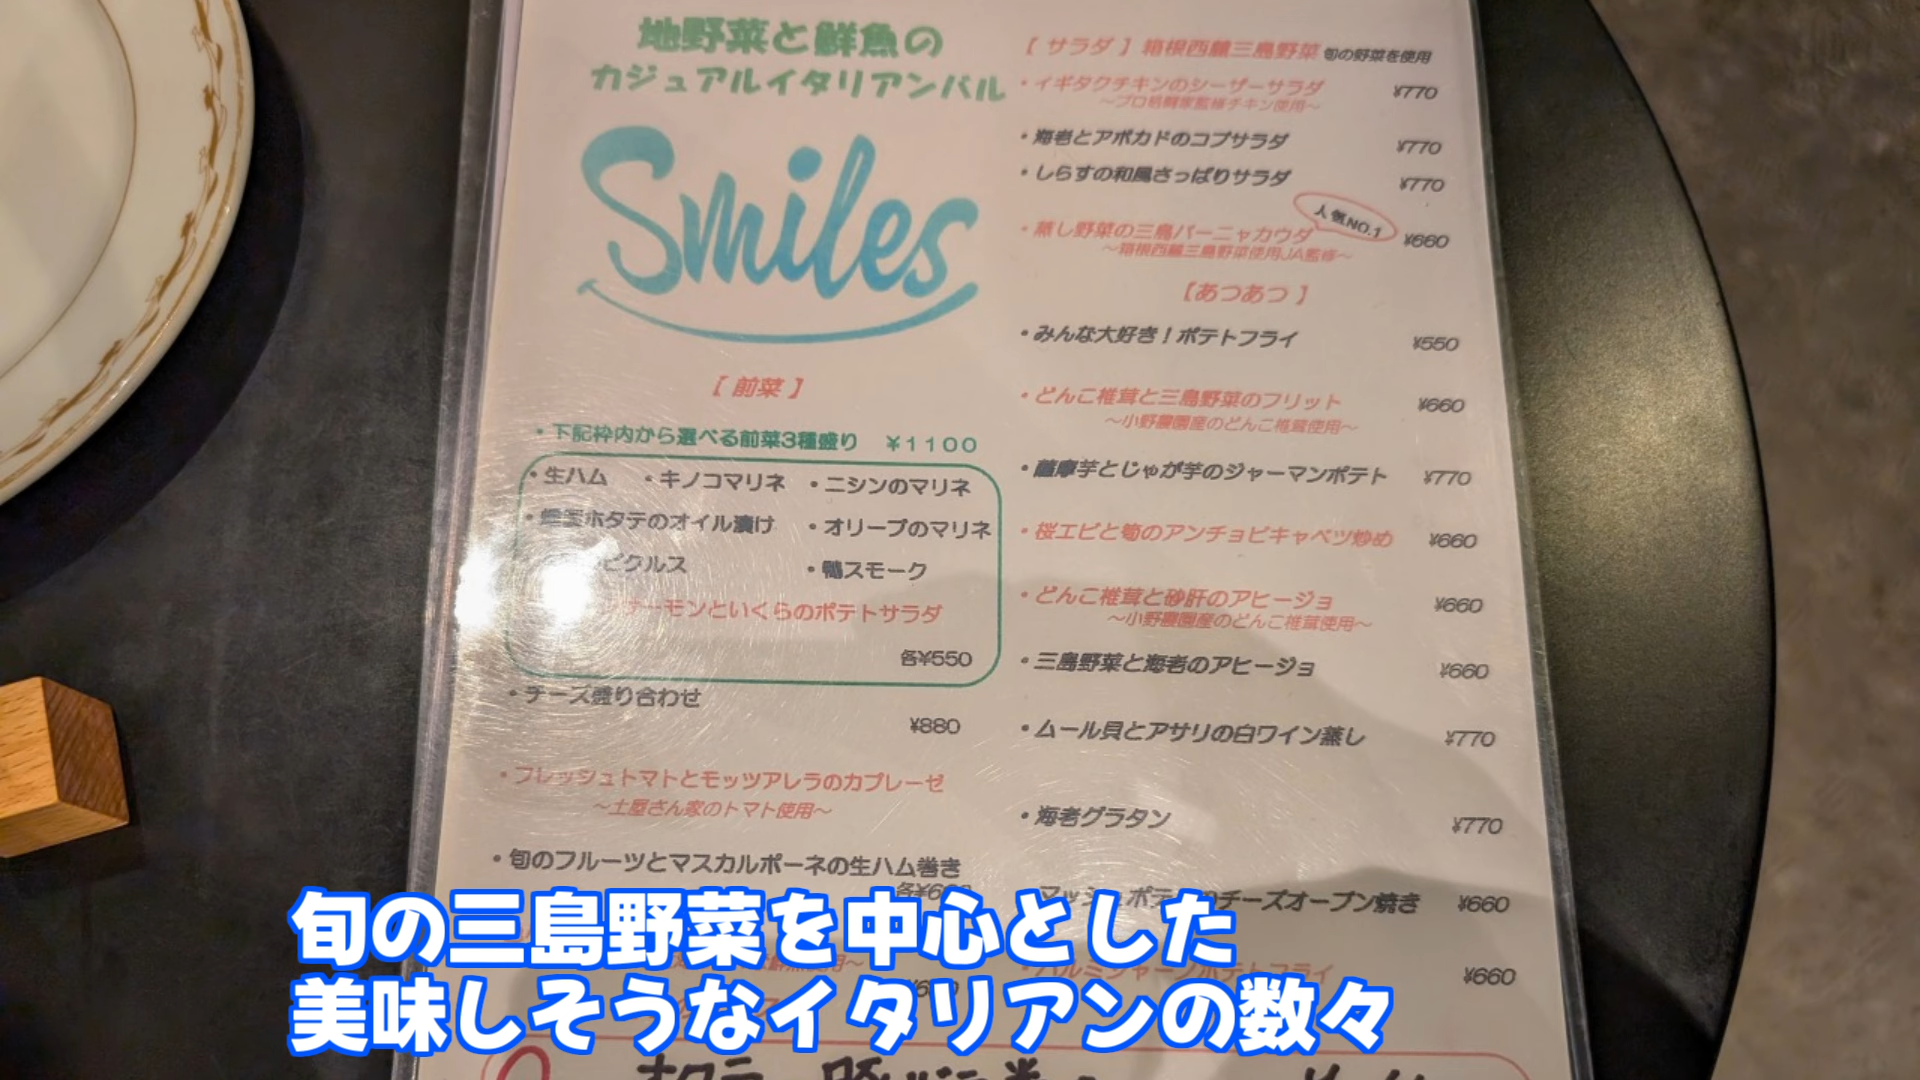 地野菜と鮮魚の
カジュアルイタリアンバル
Smiles
【 前菜 】
・下記枠内から選べる前菜3種盛り ￥1100
・生ハム ・キノコマリネ ・ニシンのマリネ
ホタテのオイル漬け ・オリーブのマリネ
ピクルス ・鴨スモーク
サーモンといくらのポテトサラダ
各¥550
・チーズ盛り合わせ
¥880
・フレッシュトマトとモッツアレラのカプレーゼ
～土屋さん家のトマト使用～
・旬のフルーツとマスカルポーネの生ハム巻き
【 サラダ 】箱根西麓三島野菜 旬の野菜を使用
・イギタクチキンのシーザーサラダ ¥770
～プロ格闘家監修チキン使用～
・海老とアボカドのコブサラダ ¥770
・しらすの和風さっぱりサラダ ¥770
人気NO.1
・蒸し野菜の三島バーニャカウダ ¥660
～箱根西麓三島野菜使用JA監修～
【あつあつ 】
・みんな大好き！ポテトフライ ¥550
・どんこ椎茸と三島野菜のフリット ¥660
～小野農園産のどんこ椎茸使用～
・薩摩芋とじゃが芋のジャーマンポテト ¥770
・桜エビと筍のアンチョビキャベツ炒め ¥660
・どんこ椎茸と砂肝のアヒージョ ¥660
～小野農園産のどんこ椎茸使用～
・三島野菜と海老のアヒージョ ¥660
・ムール貝とアサリの白ワイン蒸し ¥770
・海老グラタン ¥770
チーズオーブン焼き ¥660
ポテトフライ ¥660
旬の三島野菜を中心とした
美味しそうなイタリアンの数々